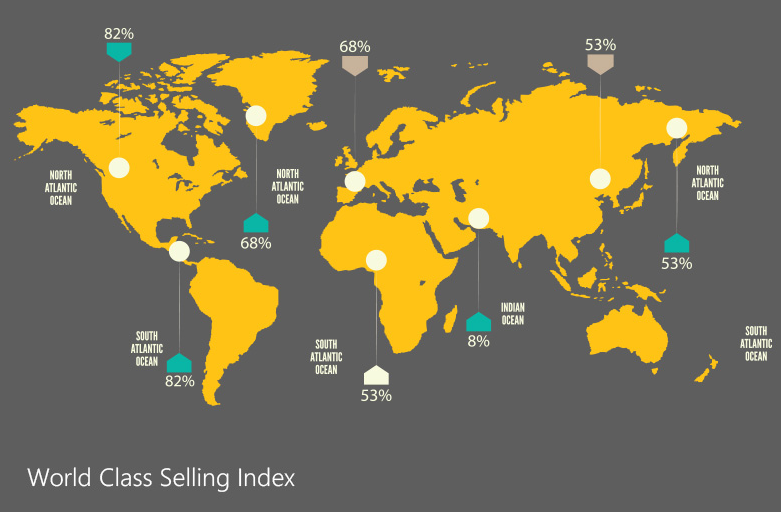 82%
68%
53%
NORTH
ATLANTIC
OCEAN
NORTH
ATLANTIC
OCEAN
NORTH
ATLANTIC
OCEAN
68%
53%
INDIAN
OCEAN
8%
SOUTH
ATLANTIC
OCEAN
82%
SOUTH
ATLANTIC
OCEAN
53%
SOUTH
ATLANTIC
OCEAN
World Class Selling Index